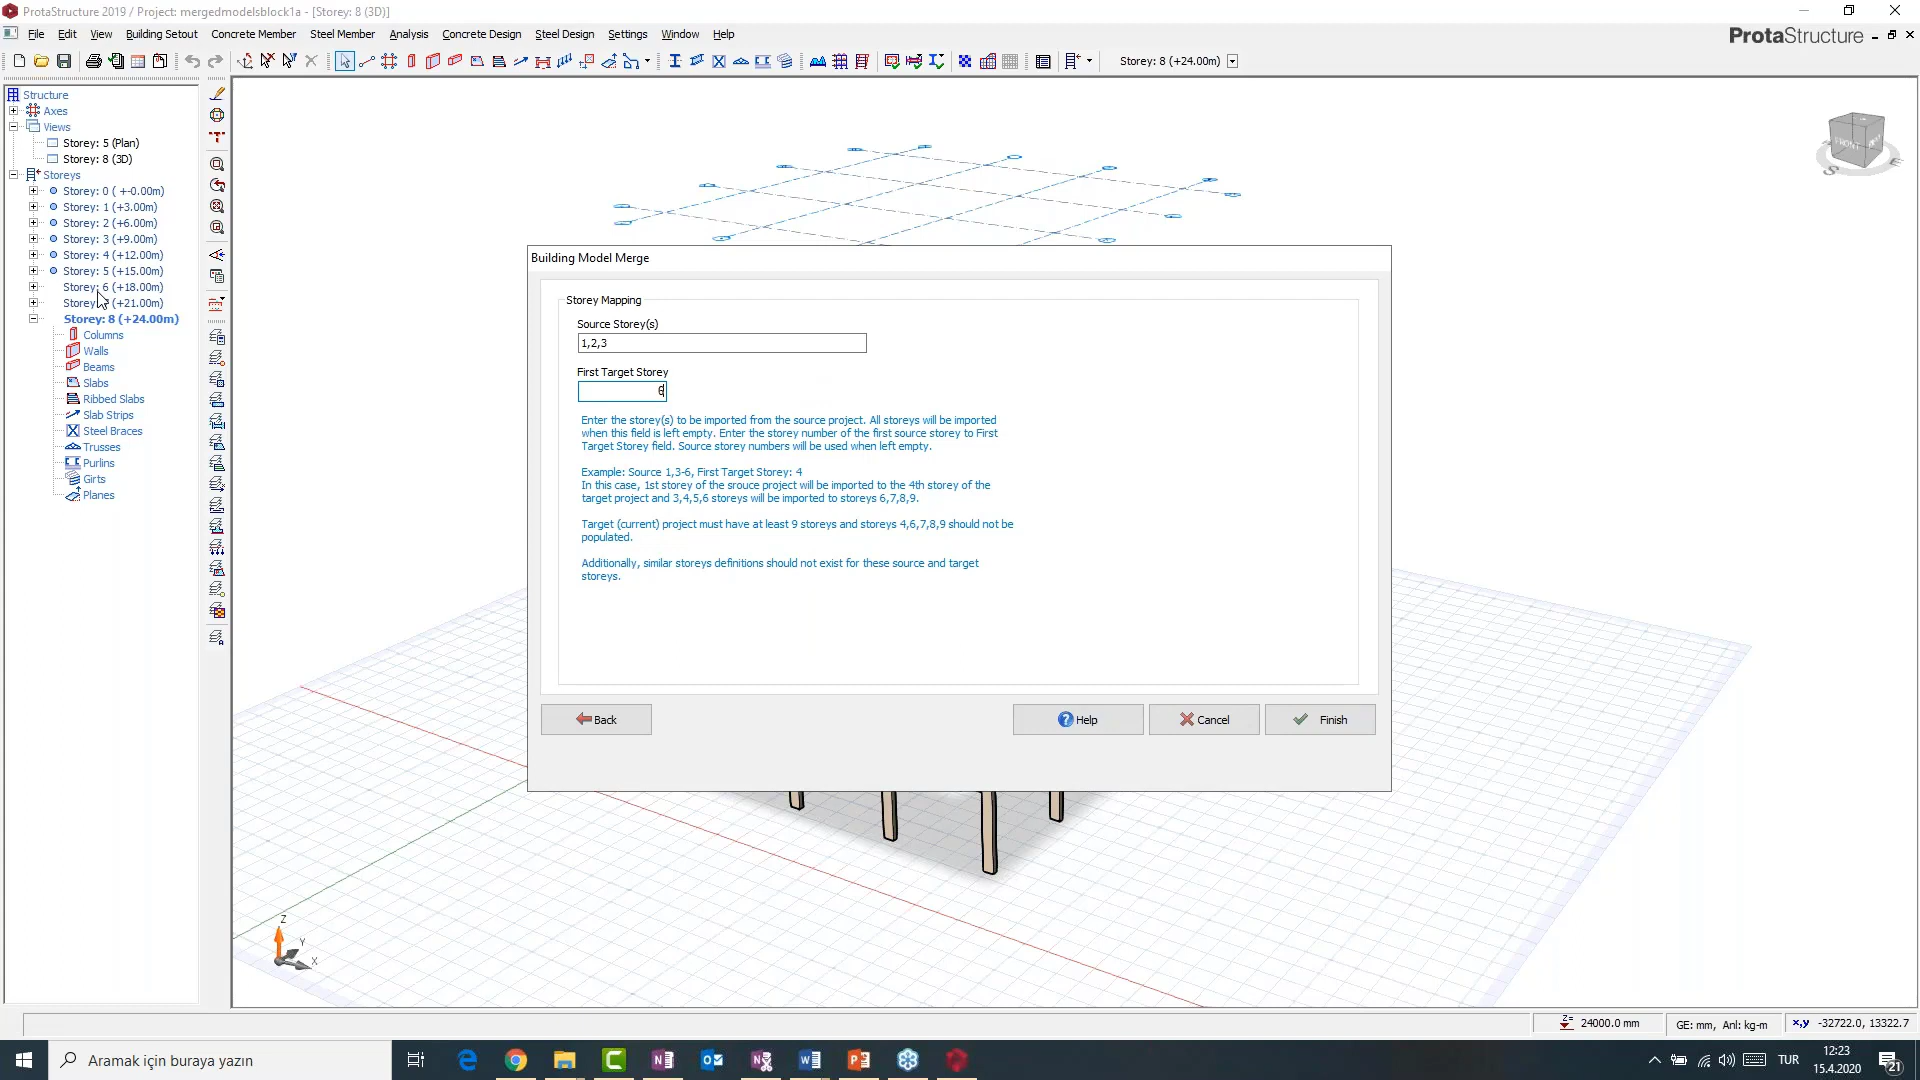 ProtaStructure 2019 / Project: mergedmodelsblock1a - [Storey: 8 (3D)]
File Edit View Building Setout Concrete Member Steel Member Analysis Concrete Design Steel Design Settings Window Help
ProtaStructure
Storey: 8 (+24.00m)
Structure
Axes
Views
Storey: 5 (Plan)
Storey: 8 (3D)
Storeys
Storey: 0 ( +-0.00m)
Storey: 1 (+3.00m)
Storey: 2 (+6.00m)
Storey: 3 (+9.00m)
Storey: 4 (+12.00m)
Storey: 5 (+15.00m)
Storey: 6 (+18.00m)
Storey: (+21.00m)
Storey: 8 (+24.00m)
Columns
Walls
Beams
Slabs
Ribbed Slabs
Slab Strips
Steel Braces
Trusses
Purlins
Girts
Planes
FRONT
S
E
Building Model Merge
Storey Mapping
Source Storey(s)
1,2,3
First Target Storey
6
Enter the storey(s) to be imported from the source project. All storeys will be imported
when this field is left empty. Enter the storey number of the first source storey to First
Target Storey field. Source storey numbers will be used when left empty.
Example: Source 1,3-6, First Target Storey: 4
In this case, 1st storey of the srouce project will be imported to the 4th storey of the
target project and 3,4,5,6 storeys will be imported to storeys 6,7,8,9.
Target (current) project must have at least 9 storeys and storeys 4,6,7,8,9 should not be
populated.
Additionally, similar storeys definitions should not exist for these source and target
storeys.
Back
Help
Cancel
Finish
Z
Y
X
Z= 24000.0 mm
GE: mm, Anl: kg-m
x,y -32722.0, 13322.7
Aramak için buraya yazın
TUR
12:23
15.4.2020
21